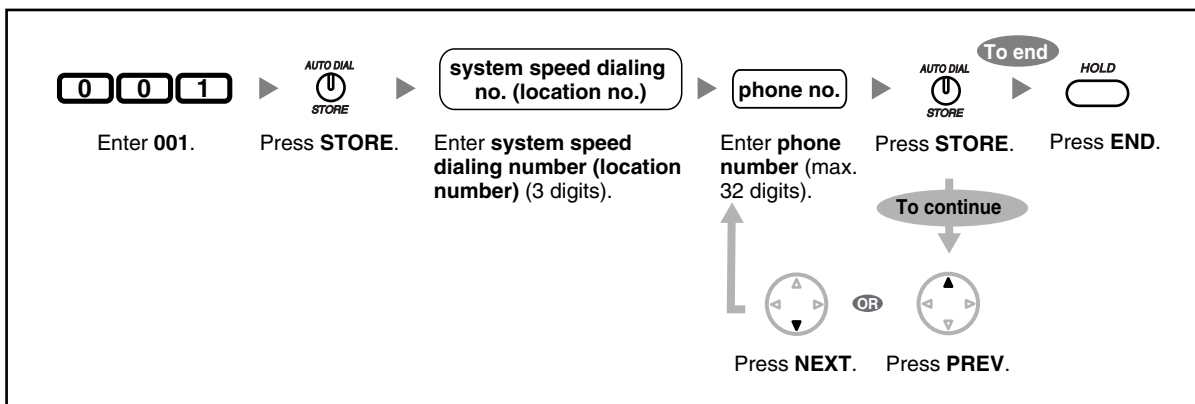 To end
AUTO DIAL
STORE
system speed dialing
no. (location no.)
phone no.
AUTO DIAL
STORE
HOLD
0 0 1
Enter 001.
Press STORE.
Enter system speed
dialing number (location
number) (3 digits).
Enter phone
number (max.
32 digits).
Press STORE.
Press END.
To continue
OR
Press NEXT.
Press PREV.